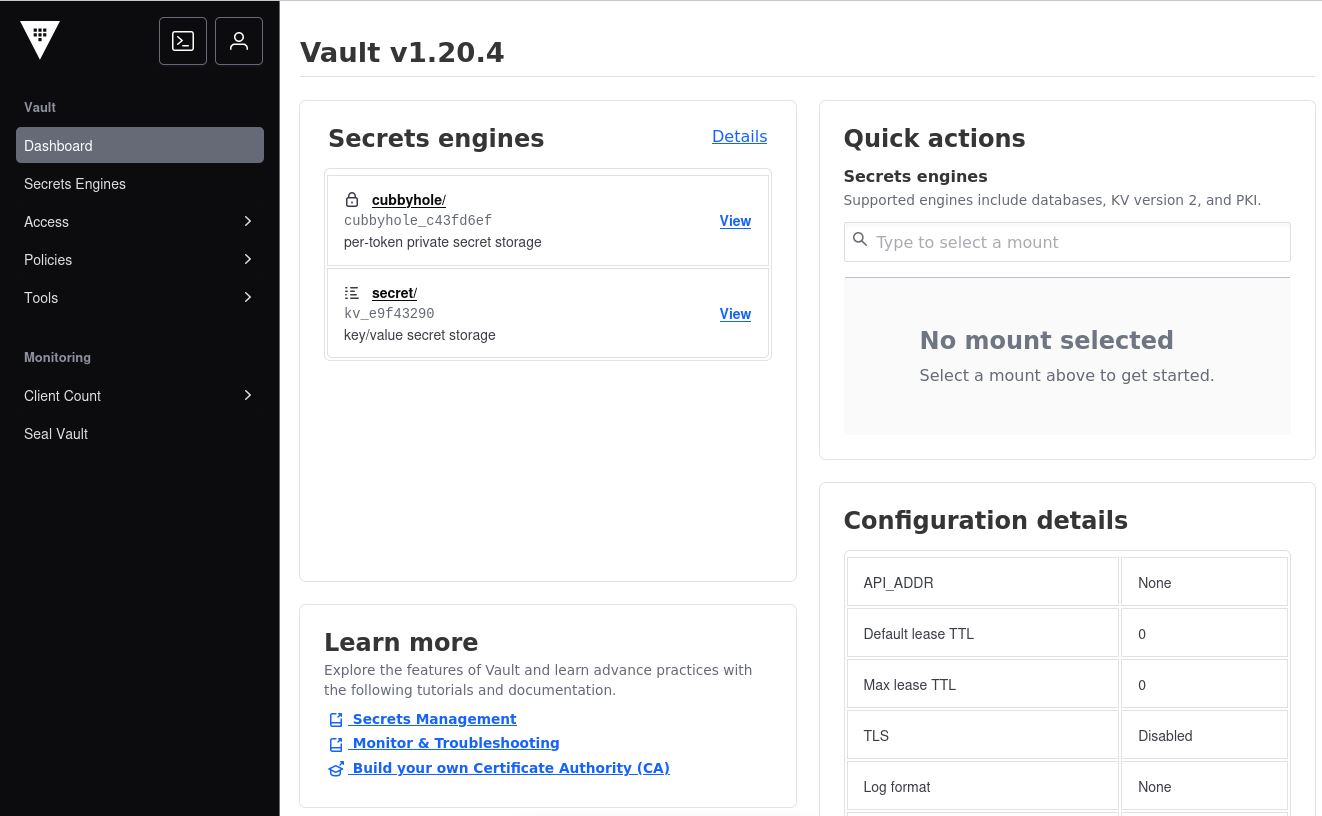 Vault
Dashboard
Secrets Engines
Access
Policies
Tools
Monitoring
Client Count
Seal Vault
Vault v1.20.4
Secrets engines
Details
cubbyhole/
cubbyhole_c43fd6ef
View
per-token private secret storage
secret/
kv_e9f43290
View
key/value secret storage
Learn more
Explore the features of Vault and learn advance practices with
the following tutorials and documentation.
Secrets Management
Monitor & Troubleshooting
Build your own Certificate Authority (CA)
Quick actions
Secrets engines
Supported engines include databases, KV version 2, and PKI.
Type to select a mount
No mount selected
Select a mount above to get started.
Configuration details
API_ADDR None
Default lease TTL 0
Max lease TTL 0
TLS Disabled
Log format None